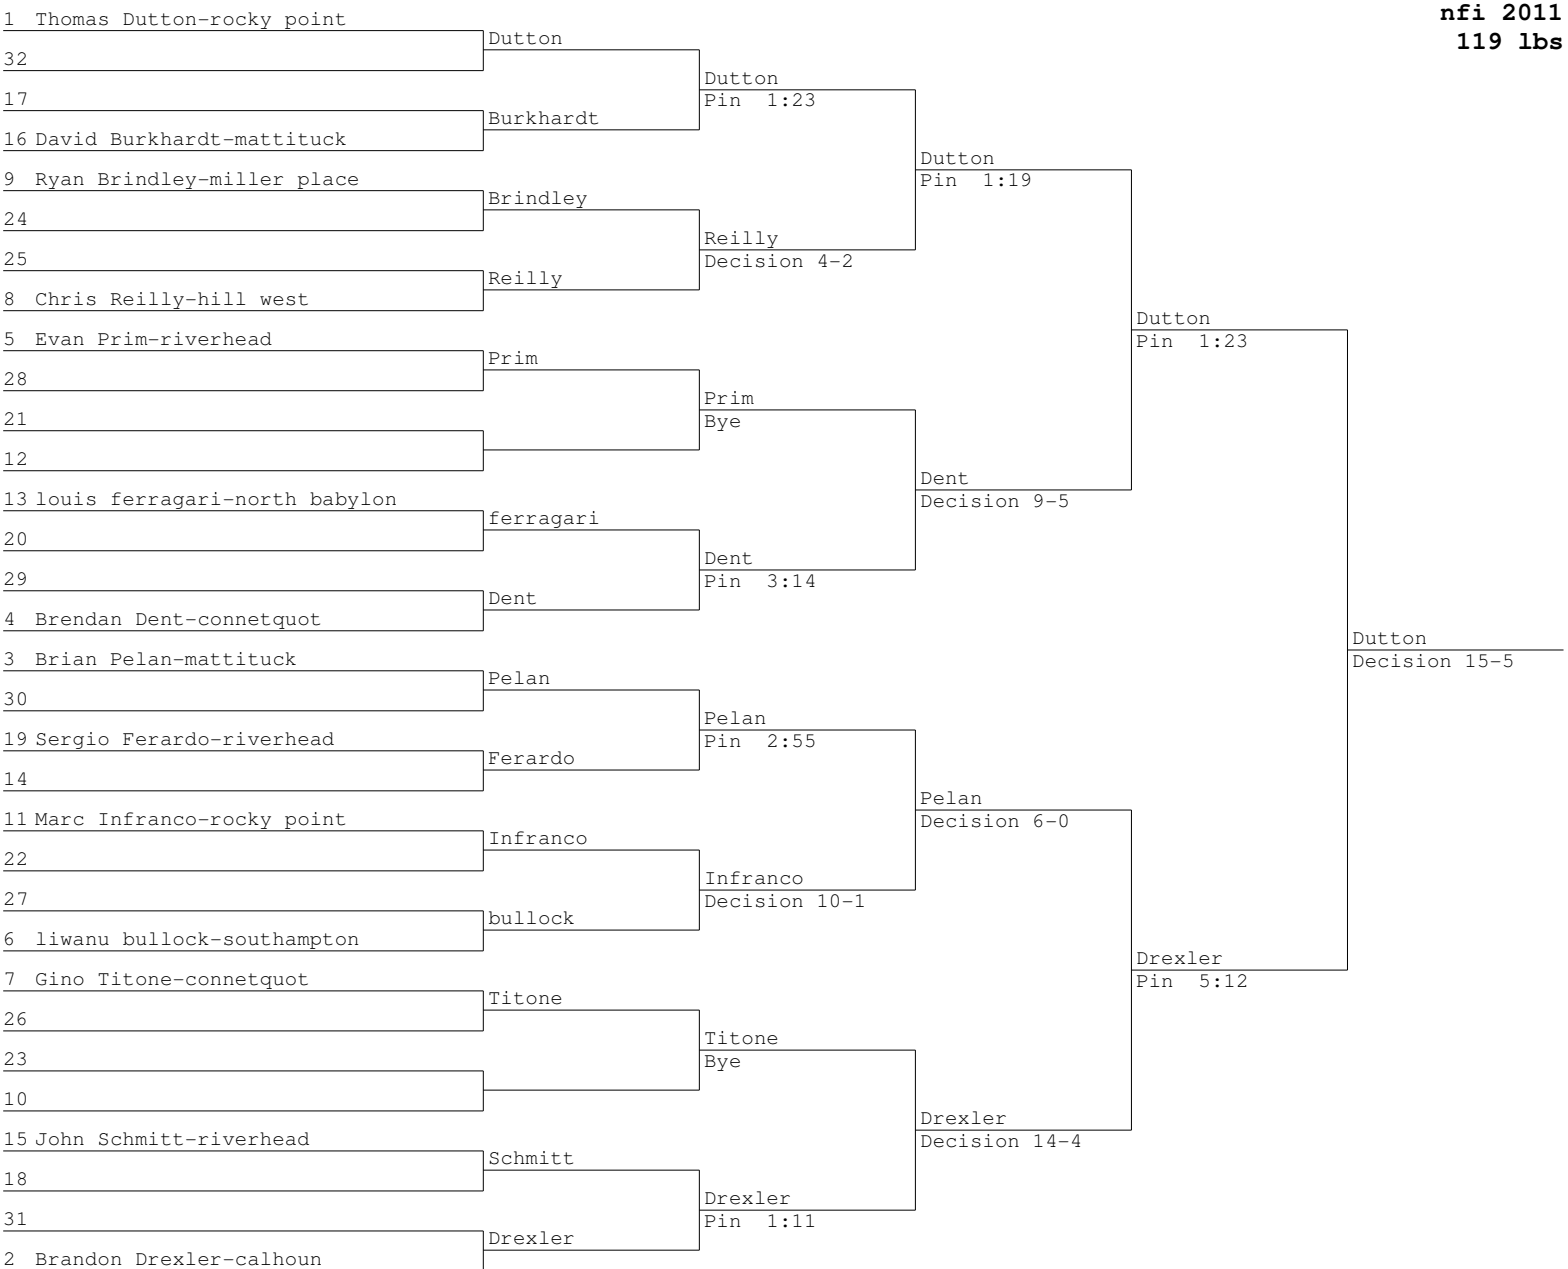 nfi 2011
119 lbs
1 Thomas Dutton-rocky point
32
17
16 David Burkhardt-mattituck
9 Ryan Brindley-miller place
24
25
8 Chris Reilly-hill west
5 Evan Prim-riverhead
28
21
12
13 louis ferragari-north babylon
20
29
4 Brendan Dent-connetquot
3 Brian Pelan-mattituck
30
19 Sergio Ferardo-riverhead
14
11 Marc Infranco-rocky point
22
27
6 liwanu bullock-southampton
7 Gino Titone-connetquot
26
23
10
15 John Schmitt-riverhead
18
31
2 Brandon Drexler-calhoun
Dutton
Burkhardt
Brindley
Reilly
Prim
ferragari
Dent
Pelan
Ferardo
Infranco
bullock
Titone
Schmitt
Drexler
Dutton
Pin 1:23
Reilly
Decision 4-2
Prim
Bye
Dent
Pin 3:14
Pelan
Pin 2:55
Infranco
Decision 10-1
Titone
Bye
Drexler
Pin 1:11
Dutton
Pin 1:19
Dent
Decision 9-5
Pelan
Decision 6-0
Drexler
Decision 14-4
Dutton
Pin 1:23
Drexler
Pin 5:12
Dutton
Decision 15-5